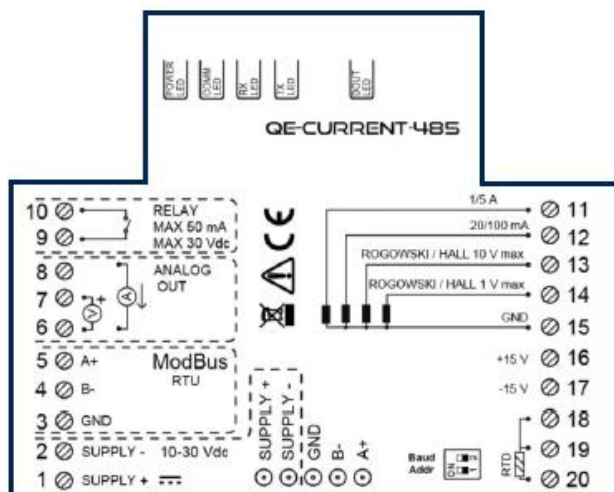 POWER LED
COMM LED
RX LED
TX LED
DOUT LED
QE-CURRENT-485
10
9
RELAY
MAX 50 mA
MAX 30 Vdc
8
7
6
V +
A
ANALOG
OUT
5 A+
4 B-
3 GND
ModBus
RTU
2 SUPPLY - 10-30 Vdc
1 SUPPLY +
CE
SUPPLY +
SUPPLY -
GND
B-
A+
1/5 A 11
20/100 mA 12
ROGOWSKI / HALL 10 V max 13
ROGOWSKI / HALL 1 V max 14
GND 15
+15 V 16
-15 V 17
18
19
20
RTD
Baud
Addr
ON
1 2